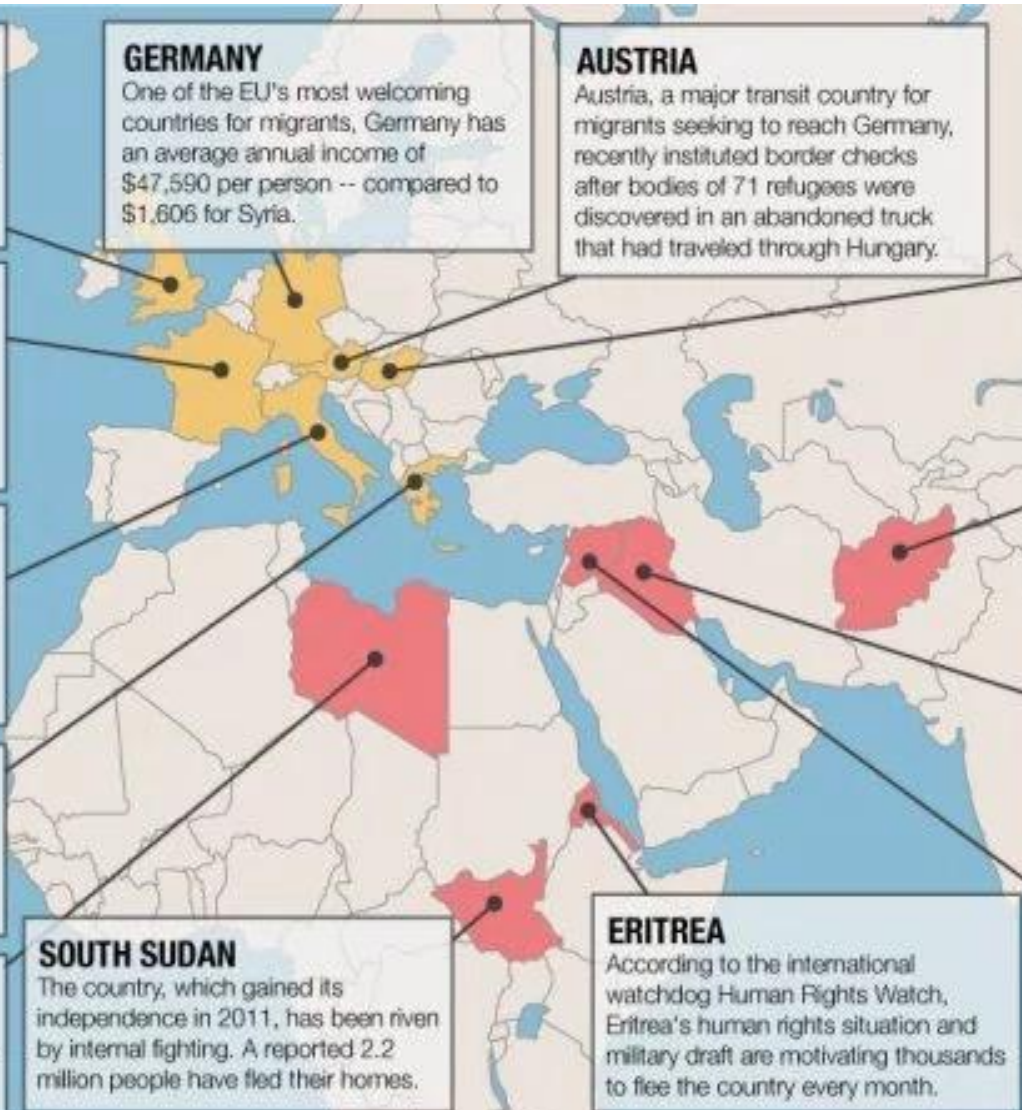 GERMANY
One of the EU's most welcoming
countries for migrants, Germany has
an average annual income of
$47,590 per person -- compared to
$1,606 for Syria.
AUSTRIA
Austria, a major transit country for
migrants seeking to reach Germany,
recently instituted border checks
after bodies of 71 refugees were
discovered in an abandoned truck
that had traveled through Hungary.
SOUTH SUDAN
The country, which gained its
independence in 2011, has been riven
by internal fighting. A reported 2.2
million people have fled their homes.
ERITREA
According to the international
watchdog Human Rights Watch,
Eritrea's human rights situation and
military draft are motivating thousands
to flee the country every month.